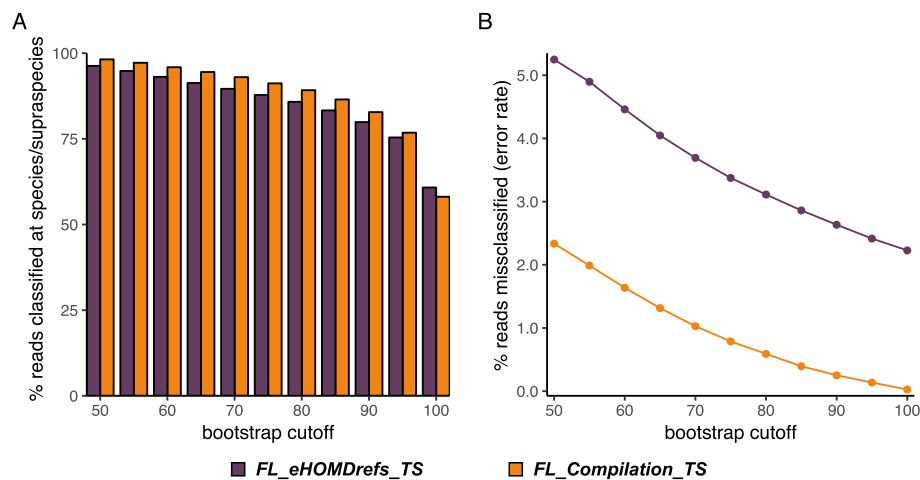 A
B
% reads classified at species/supraspecies
100
75
50
25
0
50
60
70
80
90
100
bootstrap cutoff
% reads missclassified (error rate)
5.0
4.0
3.0
2.0
1.0
0.0
50
60
70
80
90
100
bootstrap cutoff
FL_eHOMDrefs_TS
FL_Compilation_TS